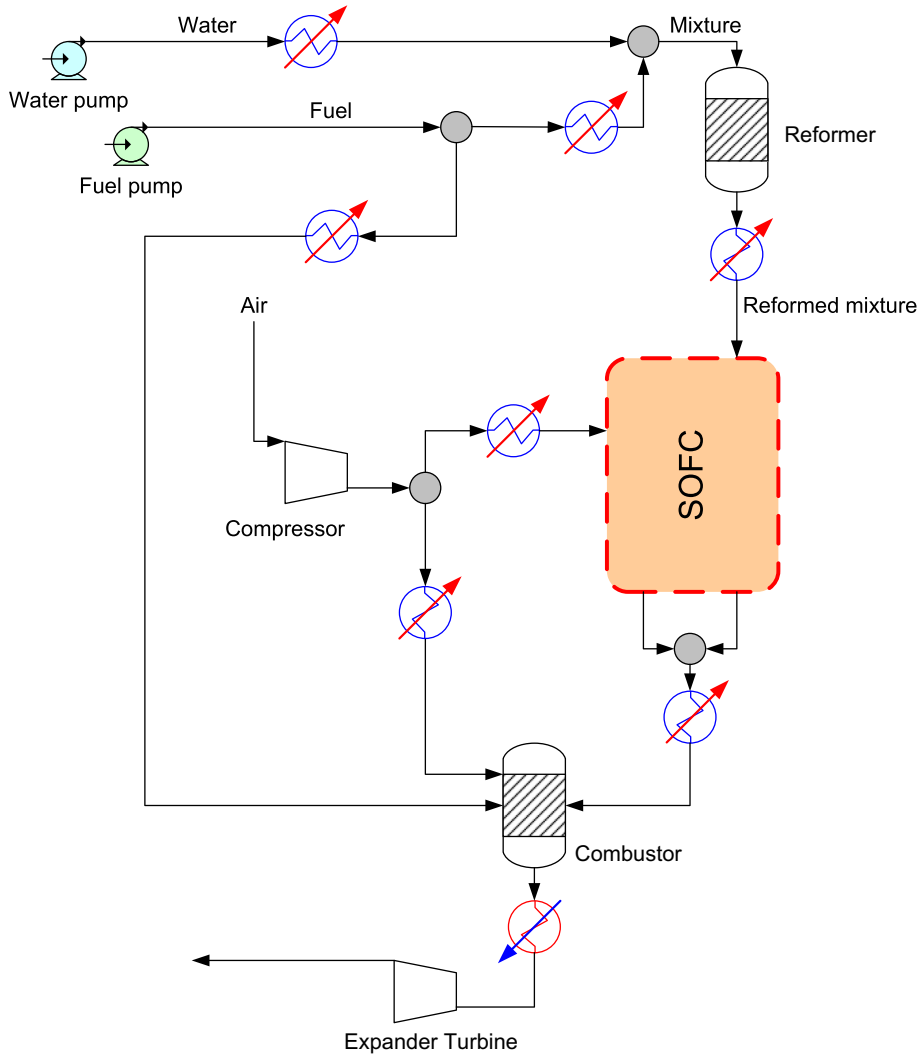 Water
Mixture
Water pump
Fuel
Reformer
Fuel pump
Air
Reformed mixture
SOFC
Compressor
Combustor
Expander Turbine